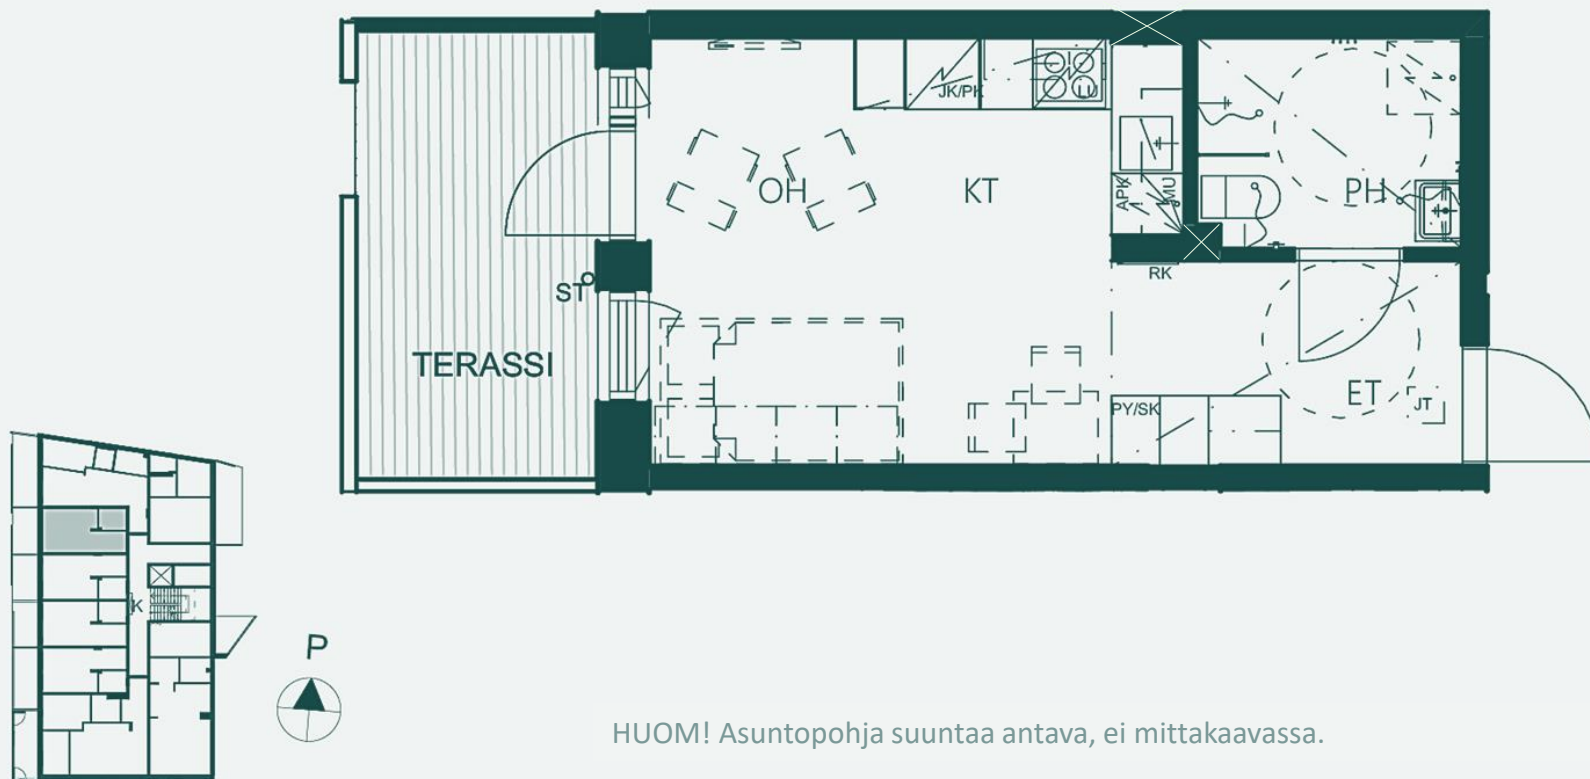 JK/PK
LU
OH
KT
APK
MU
PH
RK
ST
TERASSI
PY/SK
ET
JT
K
P
HUOM! Asuntopohja suuntaa antava, ei mittakaavassa.